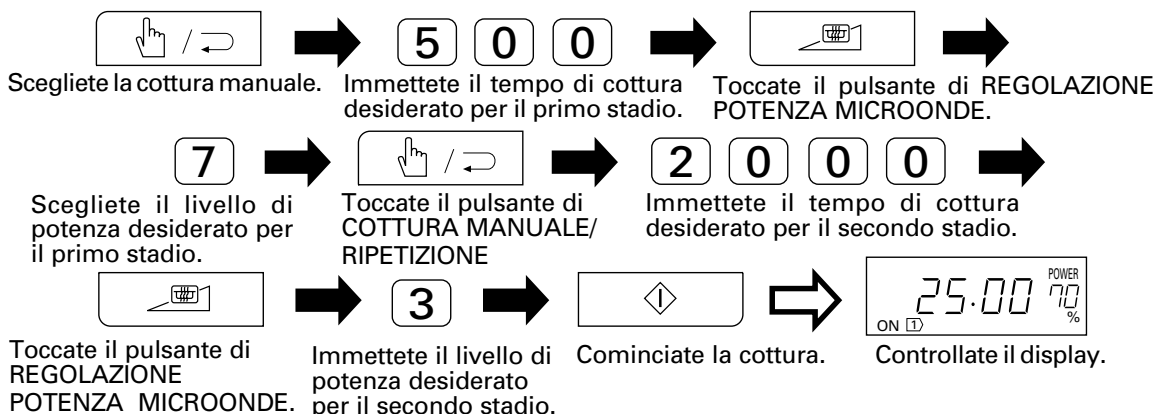 5 0 0
Scegliete la cottura manuale.
Immettete il tempo di cottura
desiderato per il primo stadio.
Toccate il pulsante di REGOLAZIONE
POTENZA MICROONDE.
7
2 0 0 0
Scegliete il livello di
potenza desiderato per
il primo stadio.
Toccate il pulsante di
COTTURA MANUALE/
RIPETIZIONE
Immettete il tempo di cottura
desiderato per il secondo stadio.
3
25.00 POWER 70 %
ON 1
Toccate il pulsante di
REGOLAZIONE
POTENZA MICROONDE.
Immettete il livello di
potenza desiderato
per il secondo stadio.
Cominciate la cottura.
Controllate il display.